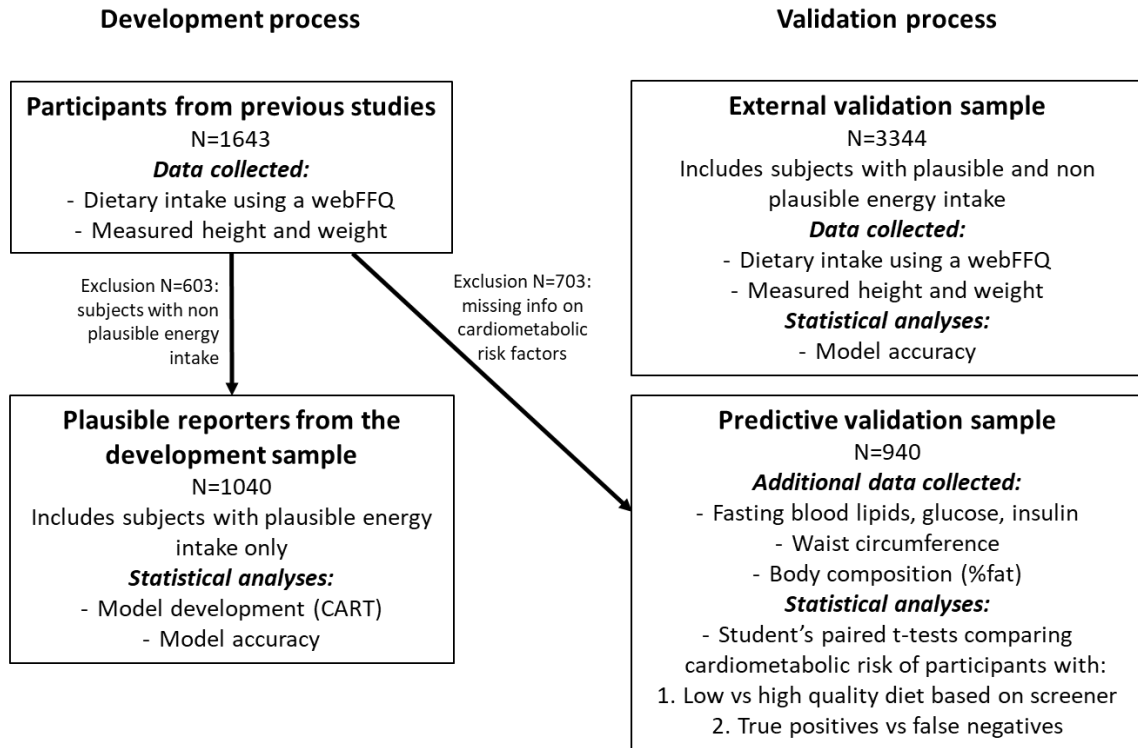 Development process
Participants from previous studies
N=1643
Data collected:
- Dietary intake using a webFFQ
- Measured height and weight
Exclusion N=603:
subjects with non
plausible energy
intake
Exclusion N=703:
missing info on
cardiometabolic
risk factors
Plausible reporters from the
development sample
N=1040
Includes subjects with plausible energy
intake only
Statistical analyses:
- Model development (CART)
- Model accuracy
Validation process
External validation sample
N=3344
Includes subjects with plausible and non
plausible energy intake
Data collected:
- Dietary intake using a webFFQ
- Measured height and weight
Statistical analyses:
- Model accuracy
Predictive validation sample
N=940
Additional data collected:
- Fasting blood lipids, glucose, insulin
- Waist circumference
- Body composition (%fat)
Statistical analyses:
- Student’s paired t-tests comparing
cardiometabolic risk of participants with:
1. Low vs high quality diet based on screener
2. True positives vs false negatives